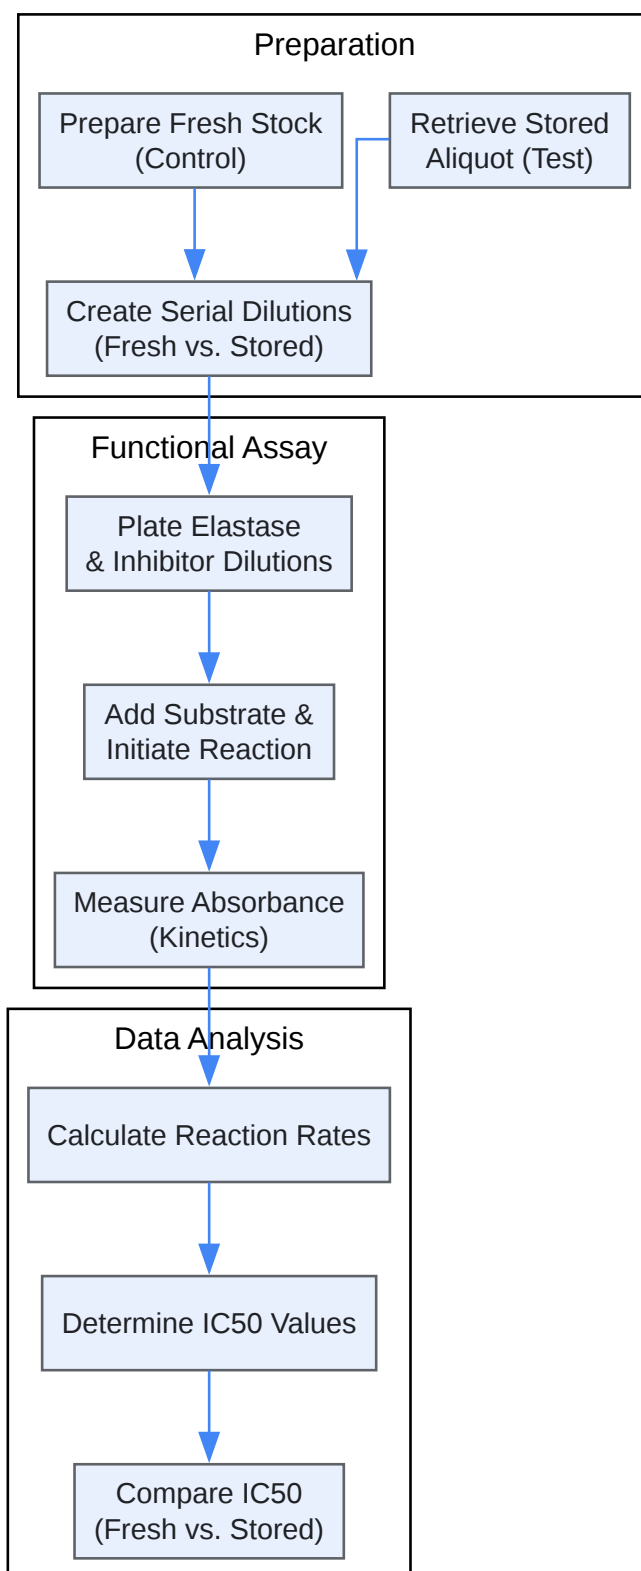 Preparation
Prepare Fresh Stock
(Control)
Retrieve Stored
Aliquot (Test)
Create Serial Dilutions
(Fresh vs. Stored)
Functional Assay
Plate Elastase
& Inhibitor Dilutions
Add Substrate &
Initiate Reaction
Measure Absorbance
(Kinetics)
Data Analysis
Calculate Reaction Rates
Determine IC50 Values
Compare IC50
(Fresh vs. Stored)